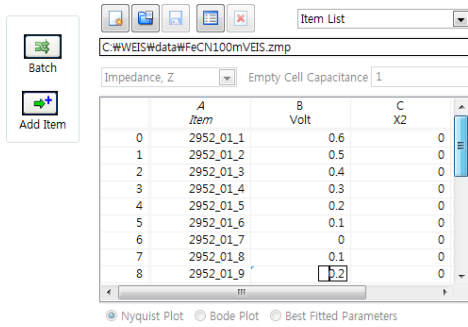 Item List
C:₩WEIS₩data₩FeCN100mVEIS.zmp
Batch
Impedance, Z Empty Cell Capacitance 1
Add Item
A B C
Item Volt X2
0 2952_01_1 0.6 0
1 2952_01_2 0.5 0
2 2952_01_3 0.4 0
3 2952_01_4 0.3 0
4 2952_01_5 0.2 0
5 2952_01_6 0.1 0
6 2952_01_7 0 0
7 2952_01_8 0.1 0
8 2952_01_9 0.2 0
Nyquist Plot Bode Plot Best Fitted Parameters